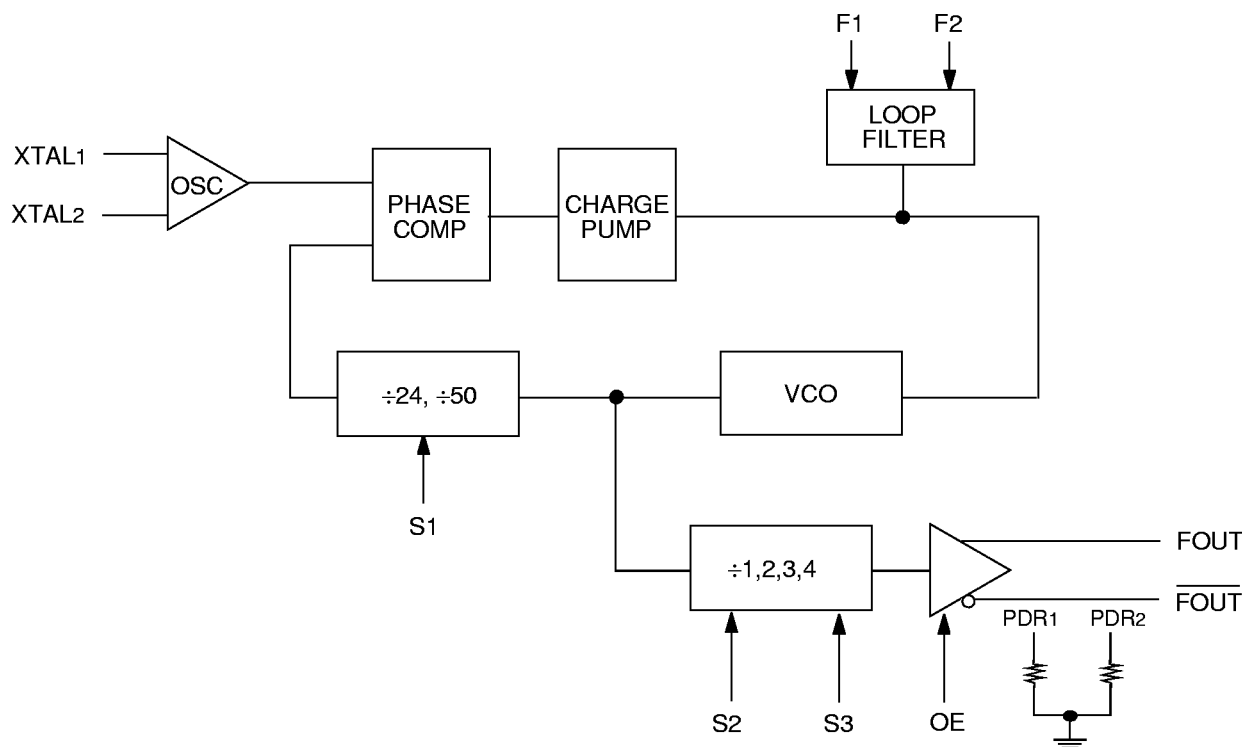 F1
F2
LOOP
FILTER
XTAL1
OSC
XTAL2
PHASE
COMP
CHARGE
PUMP
÷24, ÷50
VCO
S1
÷1,2,3,4
FOUT
FOUT
PDR1
PDR2
S2
S3
OE